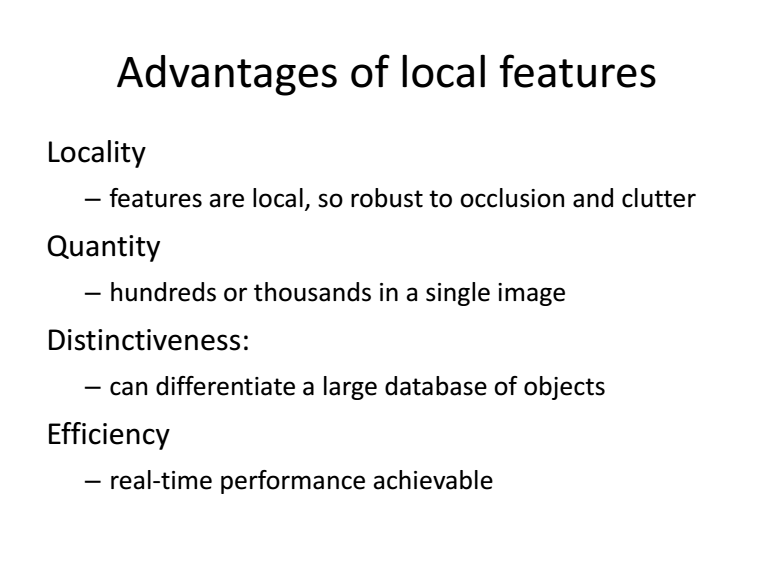 Advantages of local features
Locality
– features are local, so robust to occlusion and clutter
Quantity
– hundreds or thousands in a single image
Distinctiveness:
– can differentiate a large database of objects
Efficiency
– real-time performance achievable